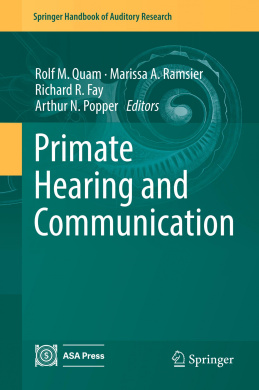 Springer Handbook of Auditory Research
Rolf M. Quam · Marissa A. Ramsier
Richard R. Fay
Arthur N. Popper Editors
Primate
Hearing and
Communication
S
ASA Press
Springer